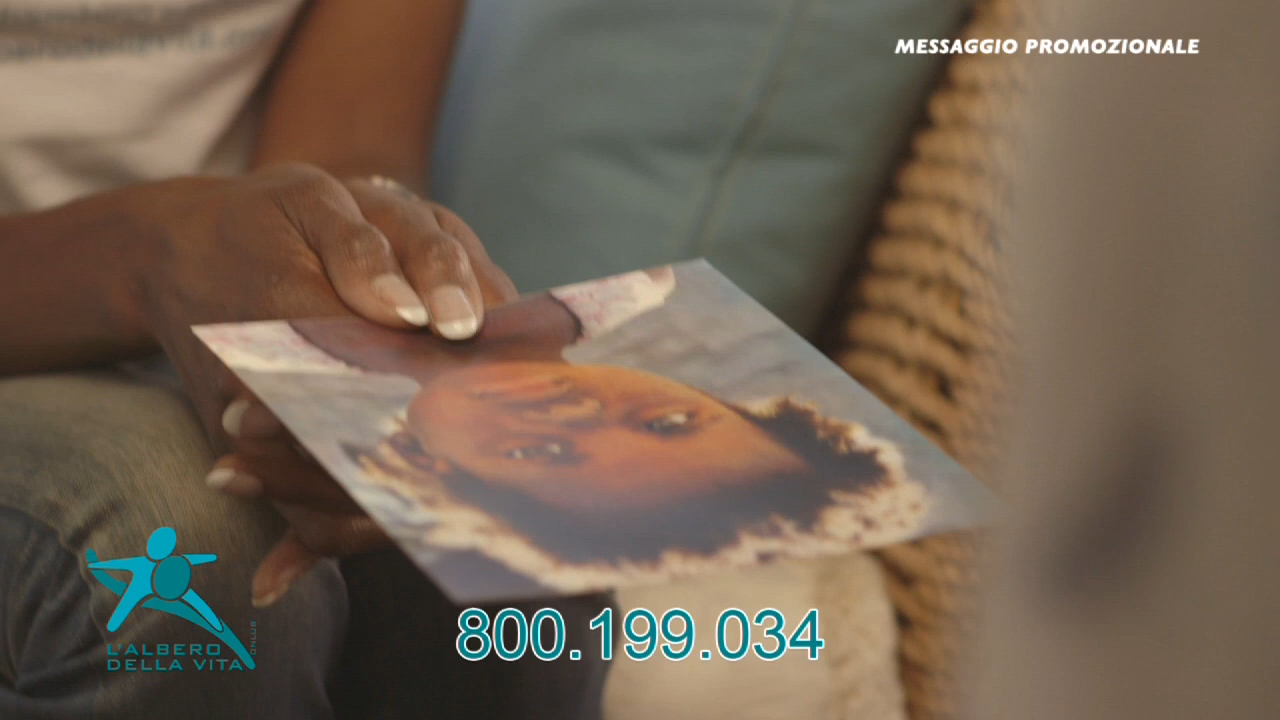 MESSAGGIO PROMOZIONALE
800.199.034
L'ALBERO
DELLA VITA
ONLUS